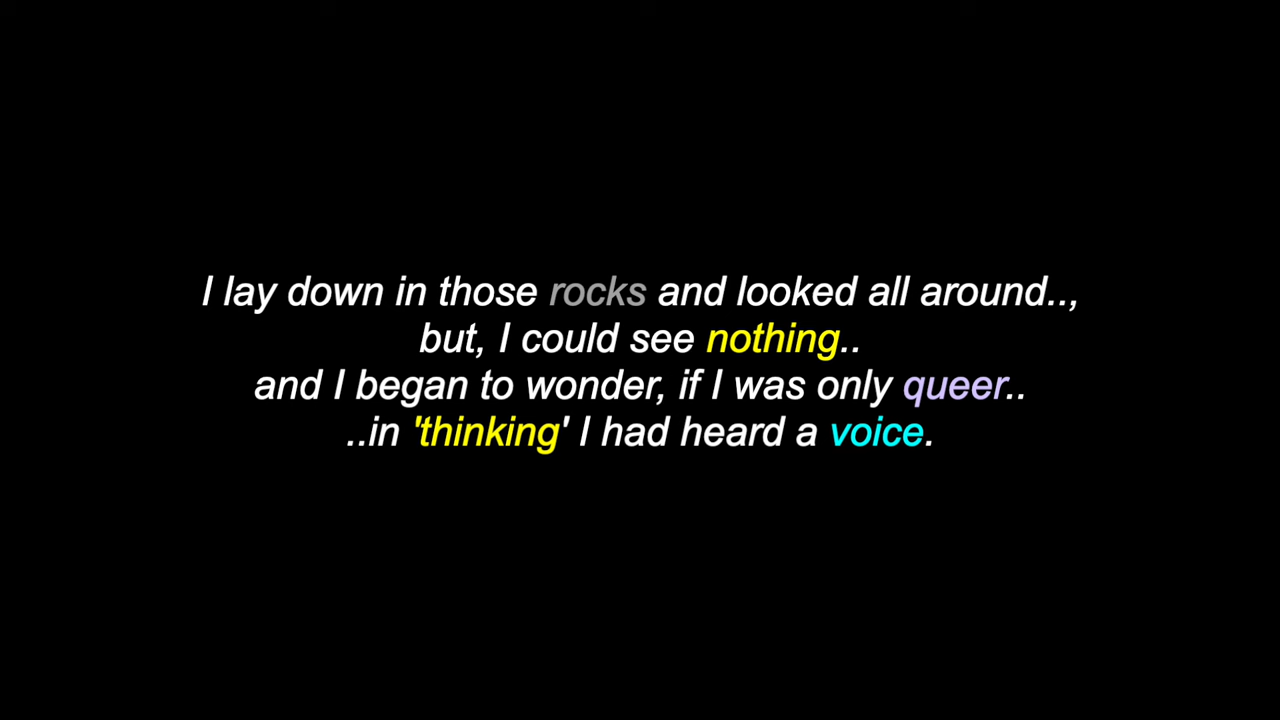 I lay down in those rocks and looked all around..,
but, I could see nothing..
and I began to wonder, if I was only queer..
..in 'thinking' I had heard a voice.